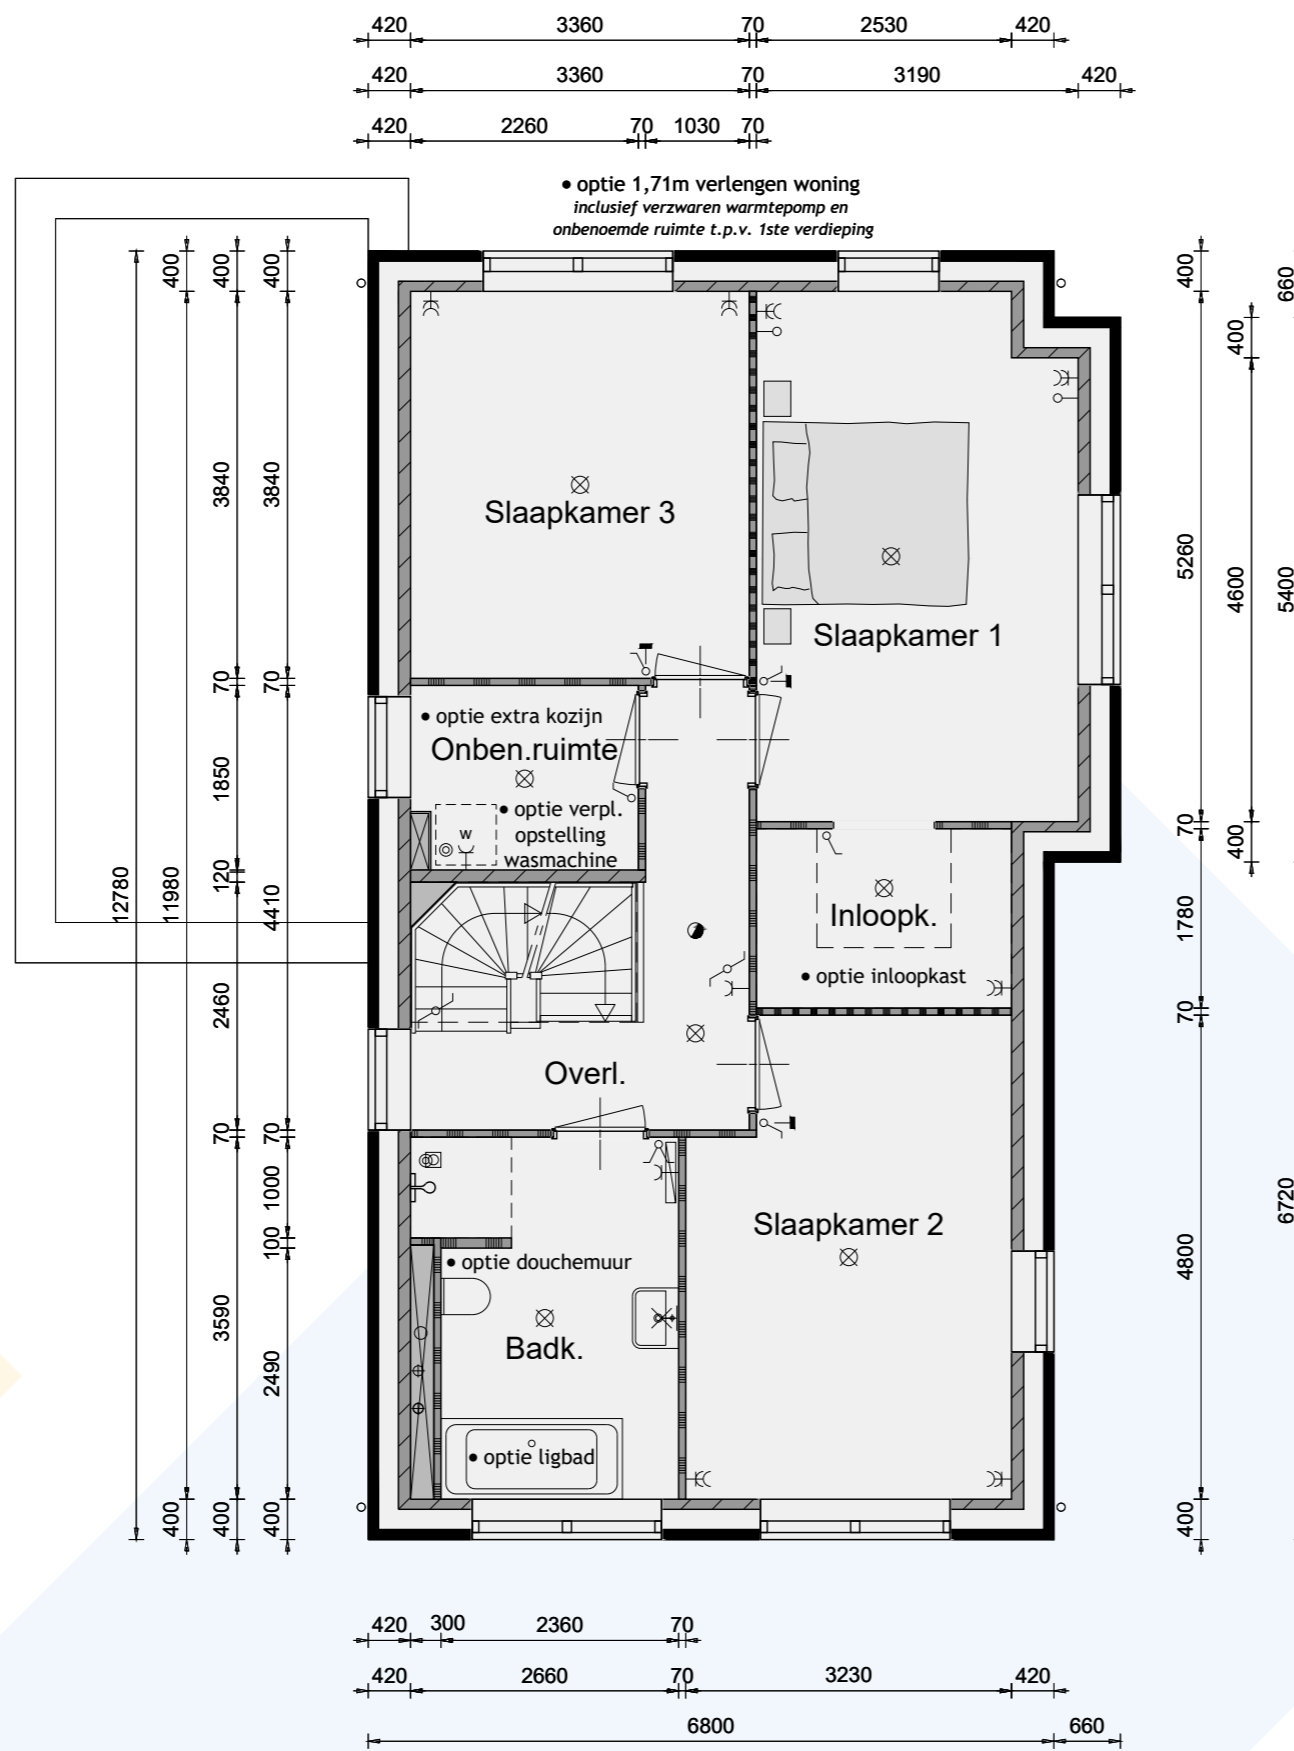 420 3360 70 2530 420
420 3360 70 3190 420
420 2260 70 1030 70
• optie 1,71m verlengen woning
inclusief verzwaren warmtepomp en
onbenoemde ruimte t.p.v. 1ste verdieping
400 400 400 400 660
400
3840 3840
Slaapkamer 3
5260 4600 5400
Slaapkamer 1
70 70
• optie extra kozijn
Onben.ruimte
1850
• optie verpl.
opstelling
wasmachine
w
70 400
120
12780 11980 4410
Inloopk.
1780
• optie inloopkast
2460
70
Overl.
70 70
1000
6720
Slaapkamer 2
100
4800
• optie douchemuur
3590
Badk.
2490
• optie ligbad
400 400 400 400
420 300 2360 70
420 2660 70 3230 420
6800 660